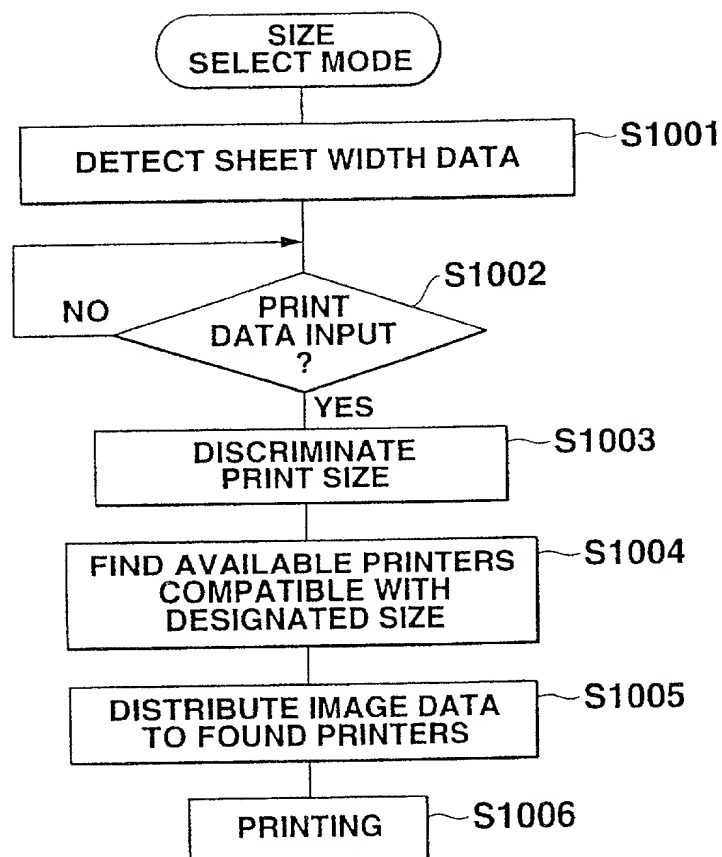 SIZE
SELECT MODE
DETECT SHEET WIDTH DATA
S1001
S1002
PRINT
DATA INPUT
?
NO
YES
DISCRIMINATE
PRINT SIZE
S1003
FIND AVAILABLE PRINTERS
COMPATIBLE WITH
DESIGNATED SIZE
S1004
DISTRIBUTE IMAGE DATA
TO FOUND PRINTERS
S1005
PRINTING
S1006